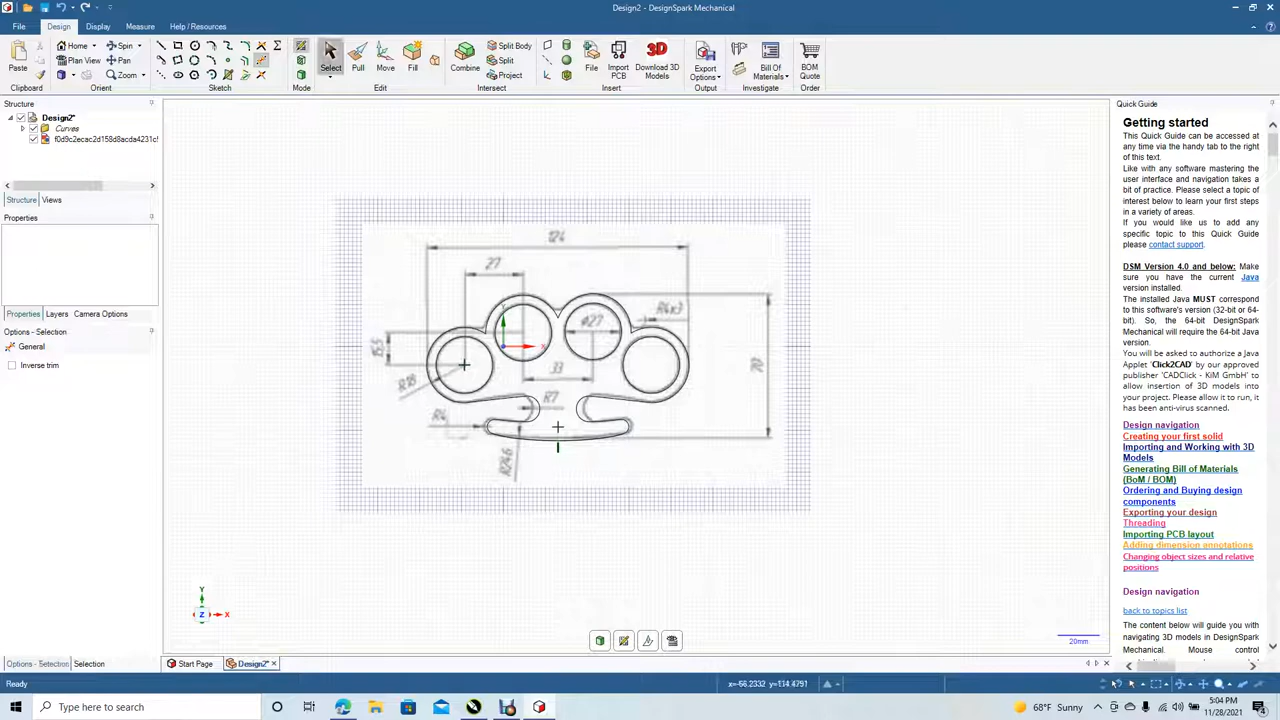 Design2 - DesignSpark Mechanical
File Design Display Measure Help / Resources
Paste
Home Spin
Plan View Pan
Zoom
Select Pull Move Fill
Combine
Split Body
Split
Project
File
Import PCB
Download 3D Models
Export Options
Bill Of Materials
BOM Quote
Clipboard Orient Sketch Mode Edit Intersect Insert Output Investigate Order
Structure
Design2*
Curves
f0d9c2ecac2d158d8acda4231c5
Structure Views
Properties
Properties Layers Camera Options
Options - Selection
General
Inverse trim
124
27
R4x3
Ø27
15.5
33
70
R18
R7
R4
Y
X
Z
20mm
Quick Guide
Getting started
This Quick Guide can be accessed at
any time via the handy tab to the right
of this text.
Like with any software mastering the
user interface and navigation takes a
bit of practice. Please select a topic of
interest below to learn your first steps
in a variety of areas.
If you would like us to add any
specific topic to this Quick Guide
please contact support.
DSM Version 4.0 and below: Make
sure you have the current Java
version installed.
The installed Java MUST correspond
to this software's version (32-bit or 64-
bit). So, the 64-bit DesignSpark
Mechanical will require the 64-bit Java
version.
You will be asked to authorize a Java
Applet 'Click2CAD' by our approved
publisher 'CADClick - KiM GmbH' to
allow insertion of 3D models into
your project. Please allow it to run, it
has been anti-virus scanned.
Design navigation
Creating your first solid
Importing and Working with 3D
Models
Generating Bill of Materials
(BoM / BOM)
Ordering and Buying design
components
Exporting your design
Threading
Importing PCB layout
Adding dimension annotations
Changing object sizes and relative
positions
Design navigation
back to topics list
The content below will guide you with
navigating 3D models in DesignSpark
Mechanical. Mouse control
Options - Selection Selection
Start Page Design2*
Ready
x=-56.2332 y=114.4791
Type here to search
68°F Sunny
5:04 PM
11/28/2021